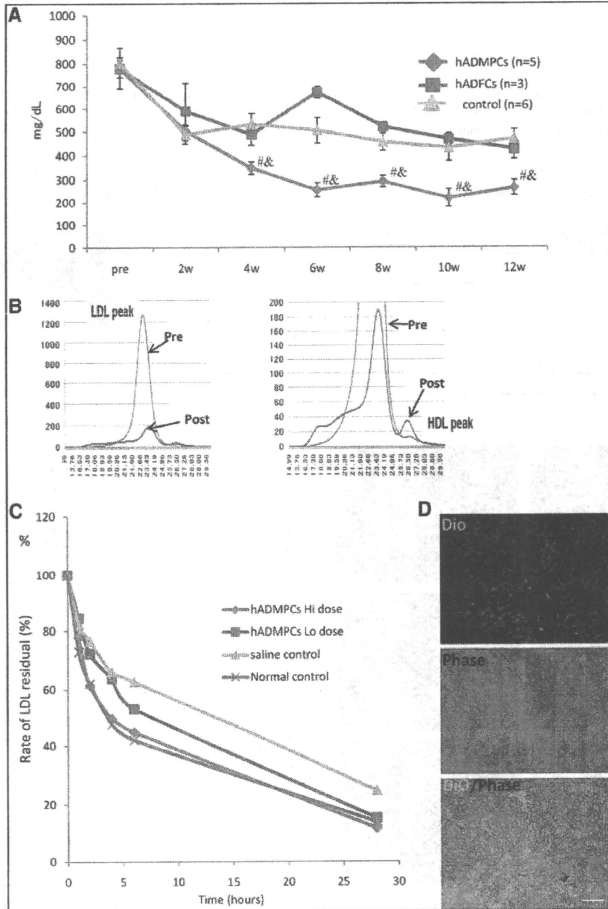 A
1000
900
800
700
600
500
400
300
200
100
0
mg/dL
hADMPCs (n=5)
hADFCs (n=3)
control (n=6)
#&
#&
#&
#&
#&
pre 2w 4w 6w 8w 10w 12w
B
1400
1200
1000
800
600
400
200
0
LDL peak
Pre
Post
200
180
160
140
120
100
80
60
40
20
0
Pre
Post
HDL peak
C
%
120
100
80
60
40
20
0
Rate of LDL residual (%)
hADMPCs Hi dose
hADMPCs Lo dose
saline control
Normal control
0 5 10 15 20 25 30
Time (hours)
D
Dio
Phase
Dio/Phase